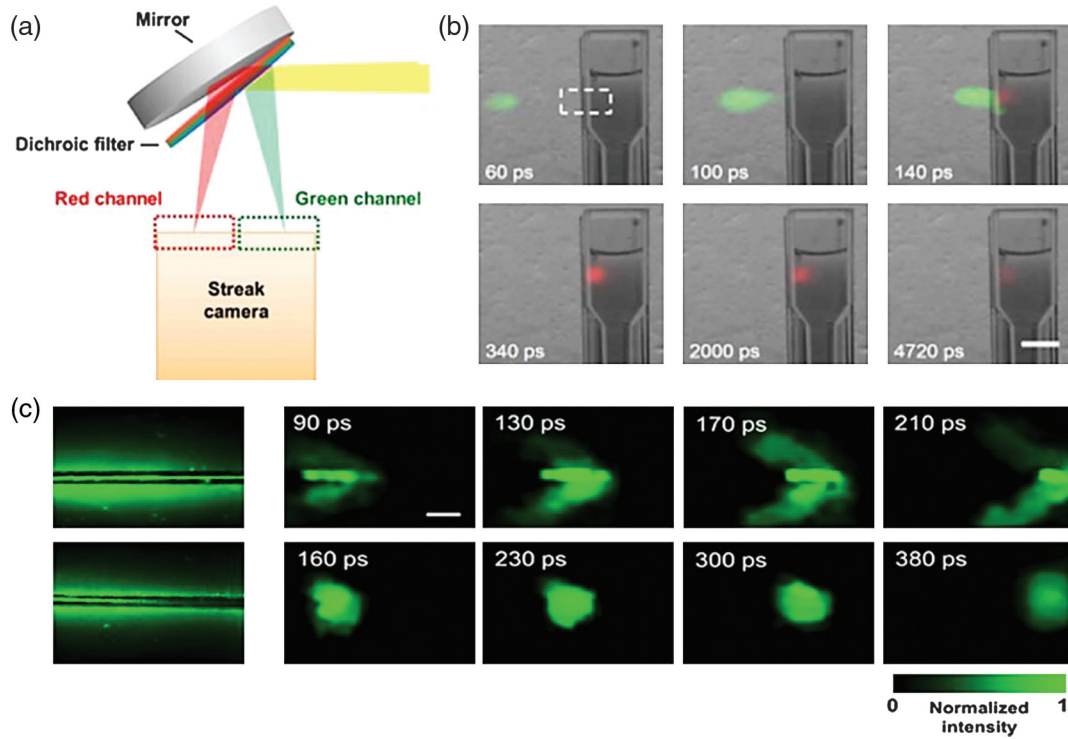 (a)
Mirror
Dichroic filter
Red channel
Green channel
Streak
camera
(b)
60 ps
100 ps
140 ps
340 ps
2000 ps
4720 ps
(c)
90 ps
130 ps
170 ps
210 ps
160 ps
230 ps
300 ps
380 ps
0
Normalized
intensity
1